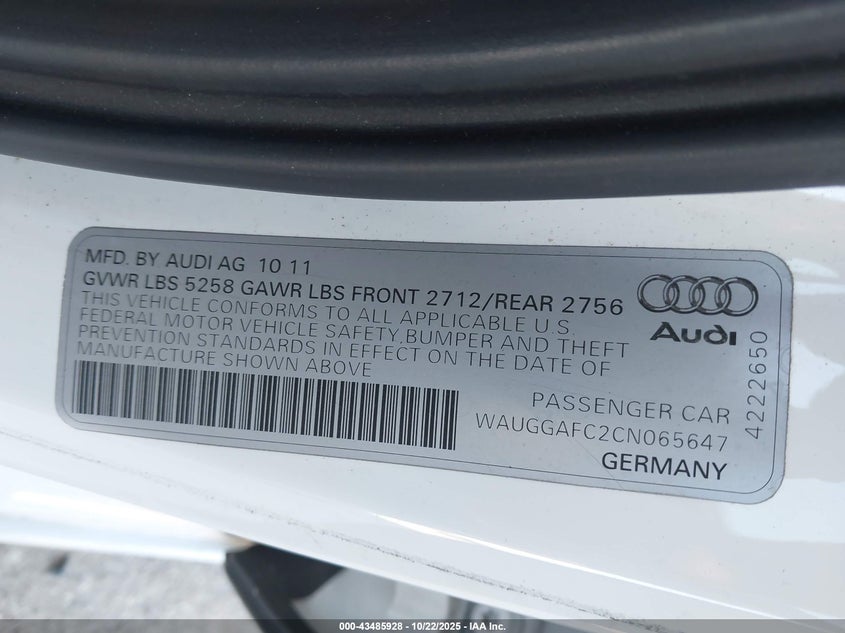 MFD. BY AUDI AG 10 11
GVWR LBS 5258 GAWR LBS FRONT 2712/REAR 2756
THIS VEHICLE CONFORMS TO ALL APPLICABLE U.S.
FEDERAL MOTOR VEHICLE SAFETY, BUMPER AND THEFT
PREVENTION STANDARDS IN EFFECT ON THE DATE OF
MANUFACTURE SHOWN ABOVE
Audi
4222650
PASSENGER CAR
WAUGGAFC2CN065647
GERMANY
000-43485928 | 10/22/2025 | IAA Inc.